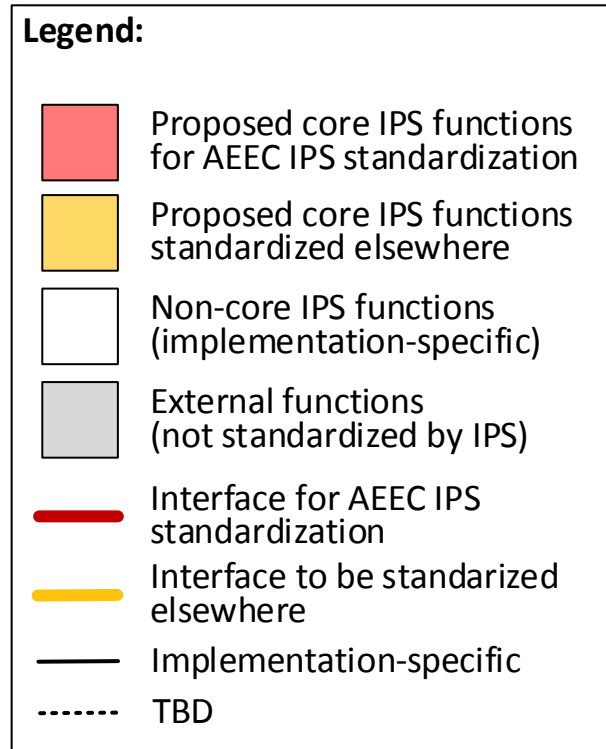 Legend:
Proposed core IPS functions
for AEEC IPS standardization
Proposed core IPS functions
standardized elsewhere
Non-core IPS functions
(implementation-specific)
External functions
(not standardized by IPS)
Interface for AEEC IPS
standardization
Interface to be standarized
elsewhere
Implementation-specific
TBD